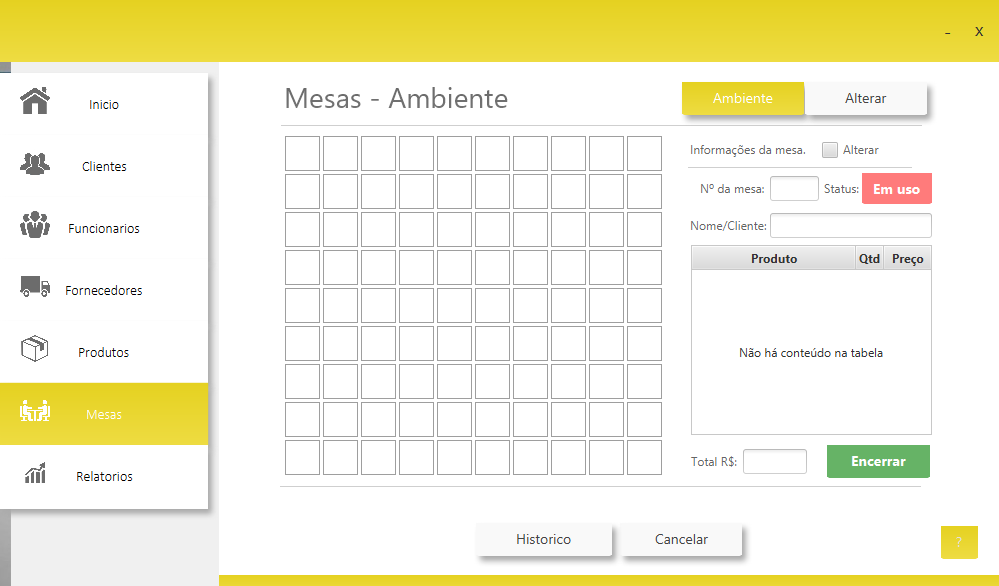 - X
Inicio
Clientes
Funcionarios
Fornecedores
Produtos
Mesas
Relatorios
Mesas - Ambiente
Ambiente Alterar
Informações da mesa. Alterar
Nº da mesa: Status: Em uso
Nome/Cliente:
Produto Qtd Preço
Não há conteúdo na tabela
Total R$: Encerrar
Historico Cancelar
?